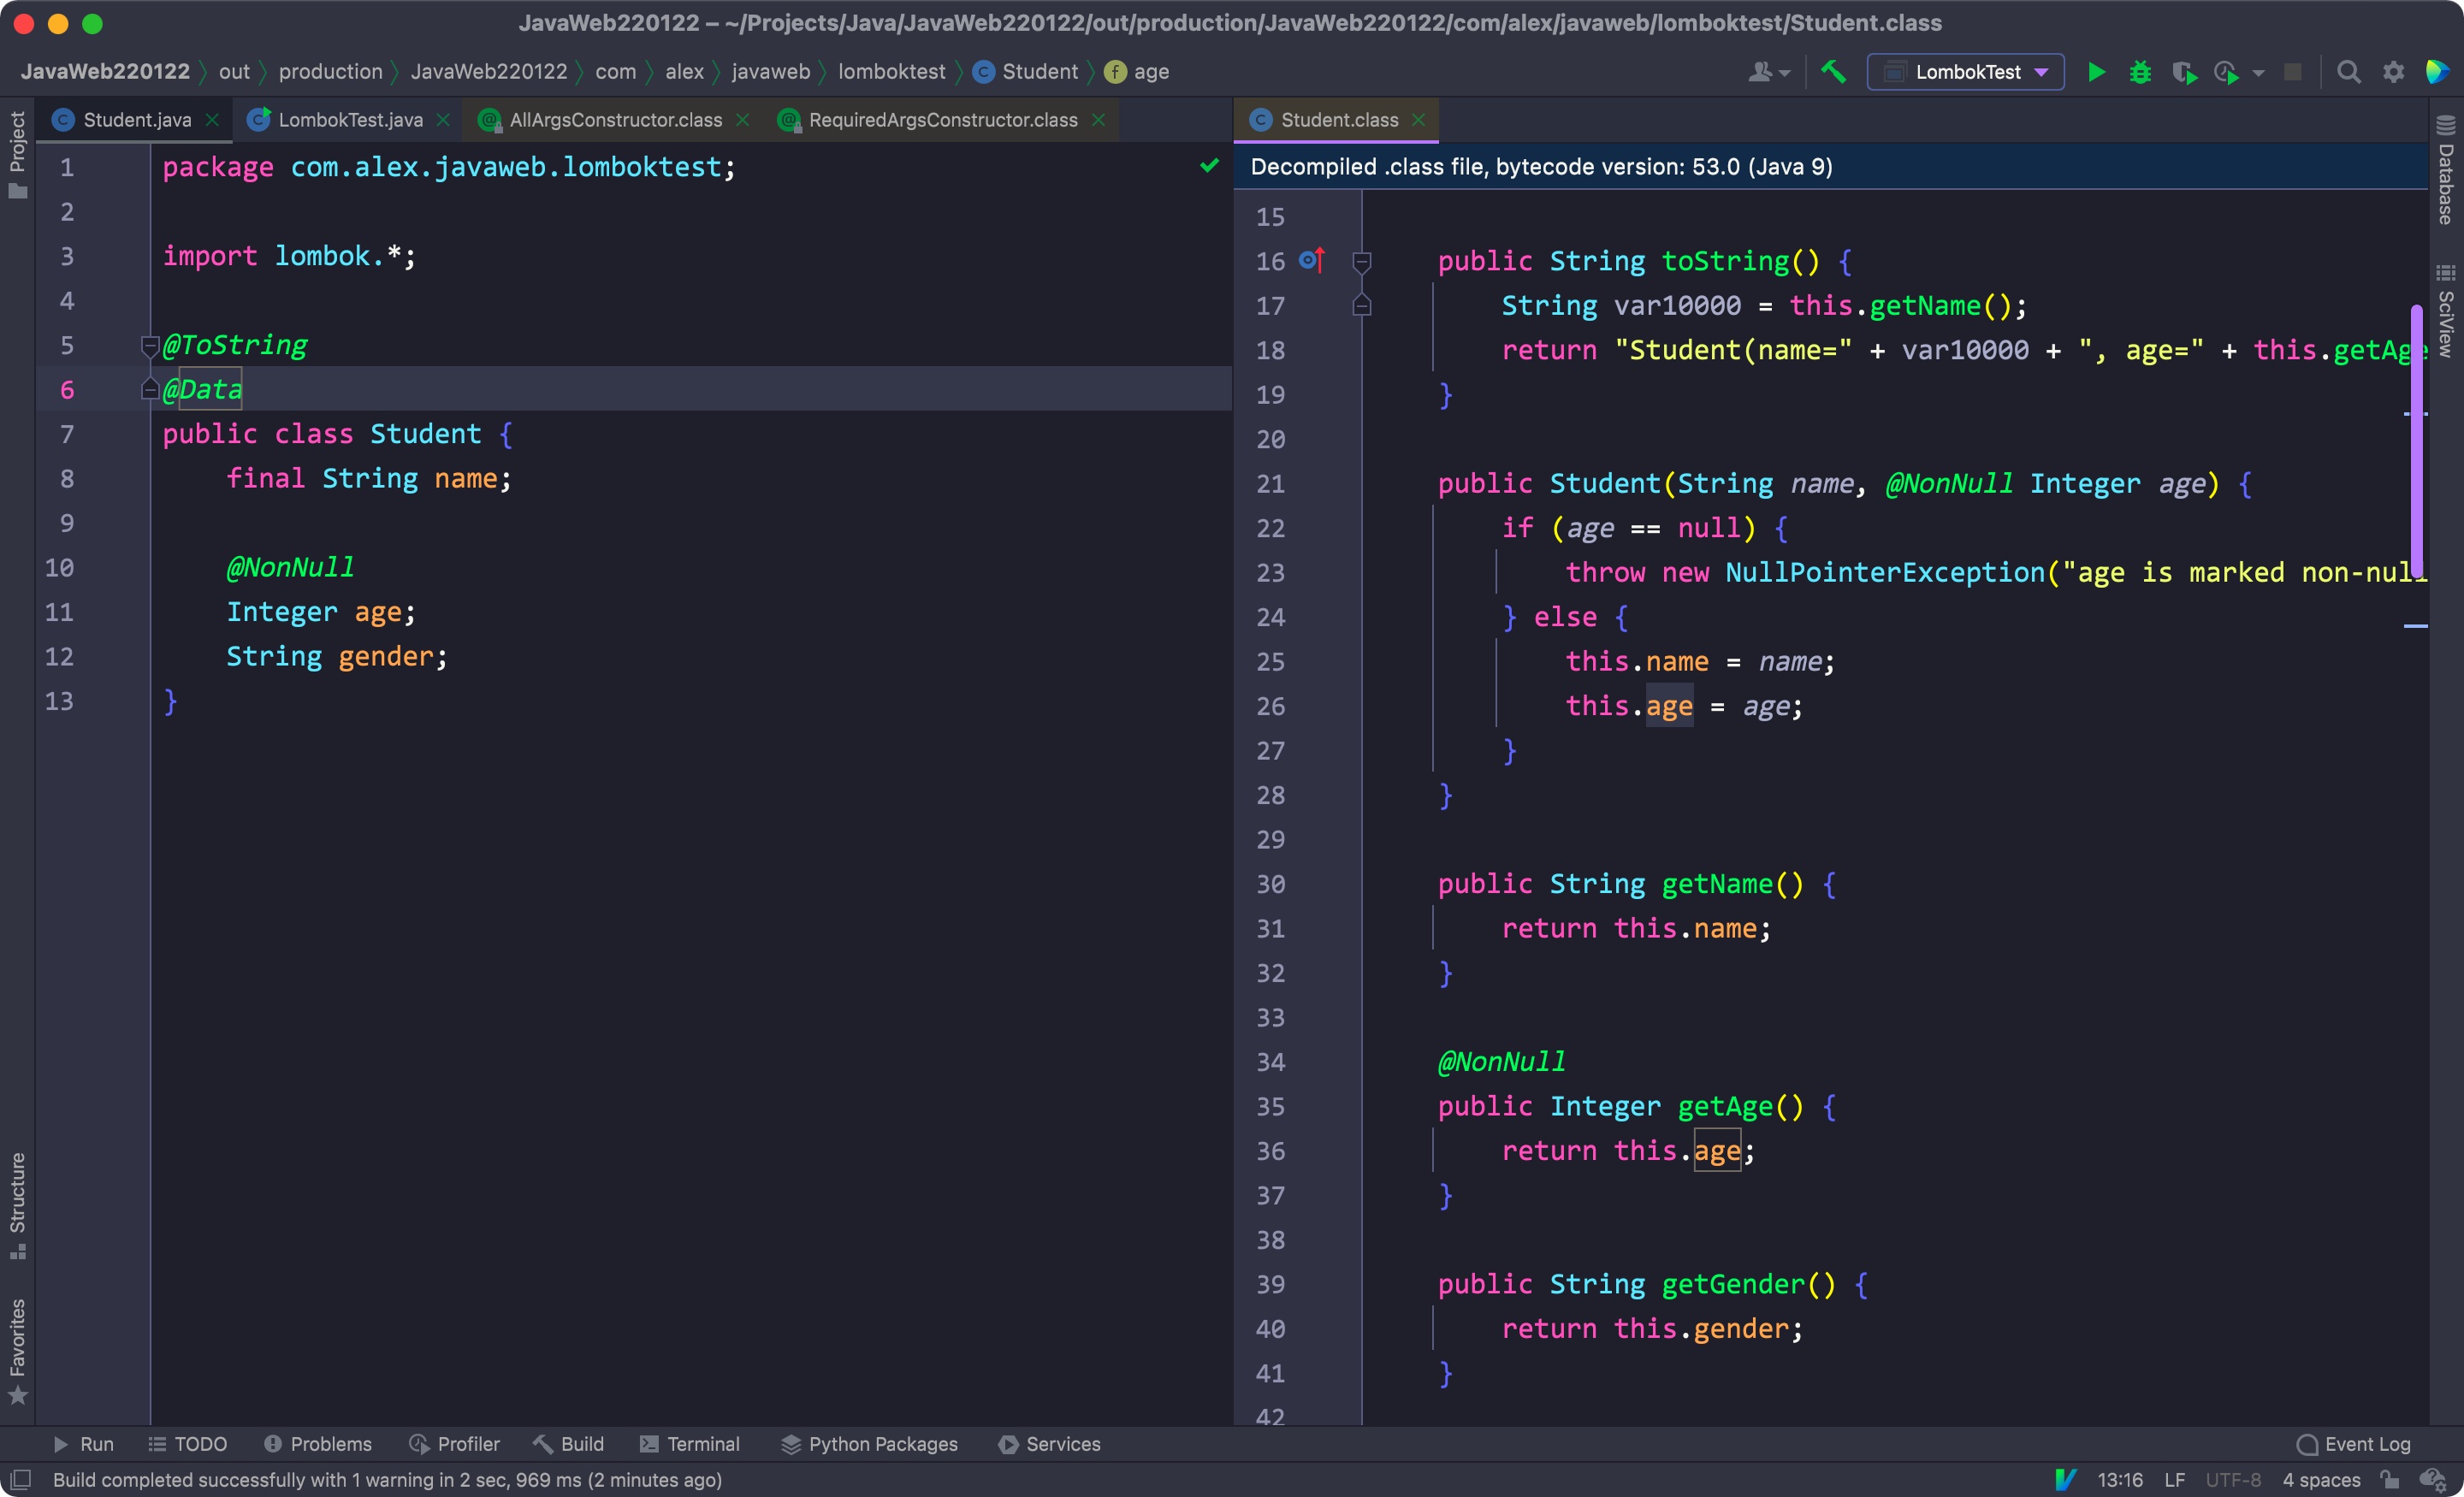 JavaWeb220122 – ~/Projects/Java/JavaWeb220122/out/production/JavaWeb220122/com/alex/javaweb/lomboktest/Student.class
JavaWeb220122 〉 out 〉 production 〉 JavaWeb220122 〉 com 〉 alex 〉 javaweb 〉 lomboktest 〉 C Student 〉 f age
LombokTest
Student.java
LombokTest.java
AllArgsConstructor.class
RequiredArgsConstructor.class
Student.class
Project
Structure
Favorites
1 package com.alex.javaweb.lomboktest;
2
3 import lombok.*;
4
5 @ToString
6 @Data
7 public class Student {
8 final String name;
9
10 @NonNull
11 Integer age;
12 String gender;
13 }
Decompiled .class file, bytecode version: 53.0 (Java 9)
15
16 public String toString() {
17 String var10000 = this.getName();
18 return "Student(name=" + var10000 + ", age=" + this.getAge
19 }
20
21 public Student(String name, @NonNull Integer age) {
22 if (age == null) {
23 throw new NullPointerException("age is marked non-null
24 } else {
25 this.name = name;
26 this.age = age;
27 }
28 }
29
30 public String getName() {
31 return this.name;
32 }
33
34 @NonNull
35 public Integer getAge() {
36 return this.age;
37 }
38
39 public String getGender() {
40 return this.gender;
41 }
42
Database
SciView
Run
TODO
Problems
Profiler
Build
Terminal
Python Packages
Services
Event Log
Build completed successfully with 1 warning in 2 sec, 969 ms (2 minutes ago)
13:16 LF UTF-8 4 spaces